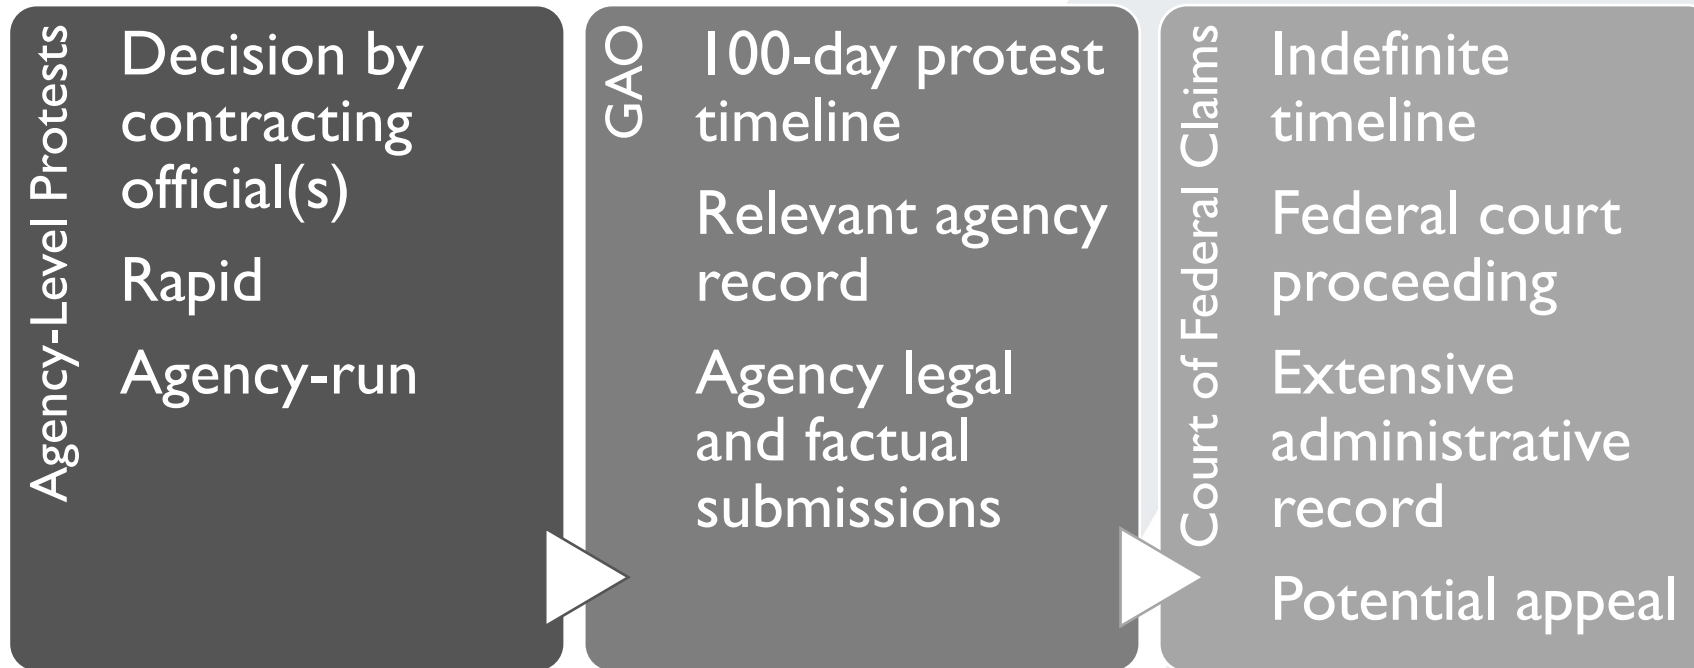 Agency-Level Protests
Decision by
contracting
official(s)
Rapid
Agency-run
GAO
100-day protest
timeline
Relevant agency
record
Agency legal
and factual
submissions
Court of Federal Claims
Indefinite
timeline
Federal court
proceeding
Extensive
administrative
record
Potential appeal